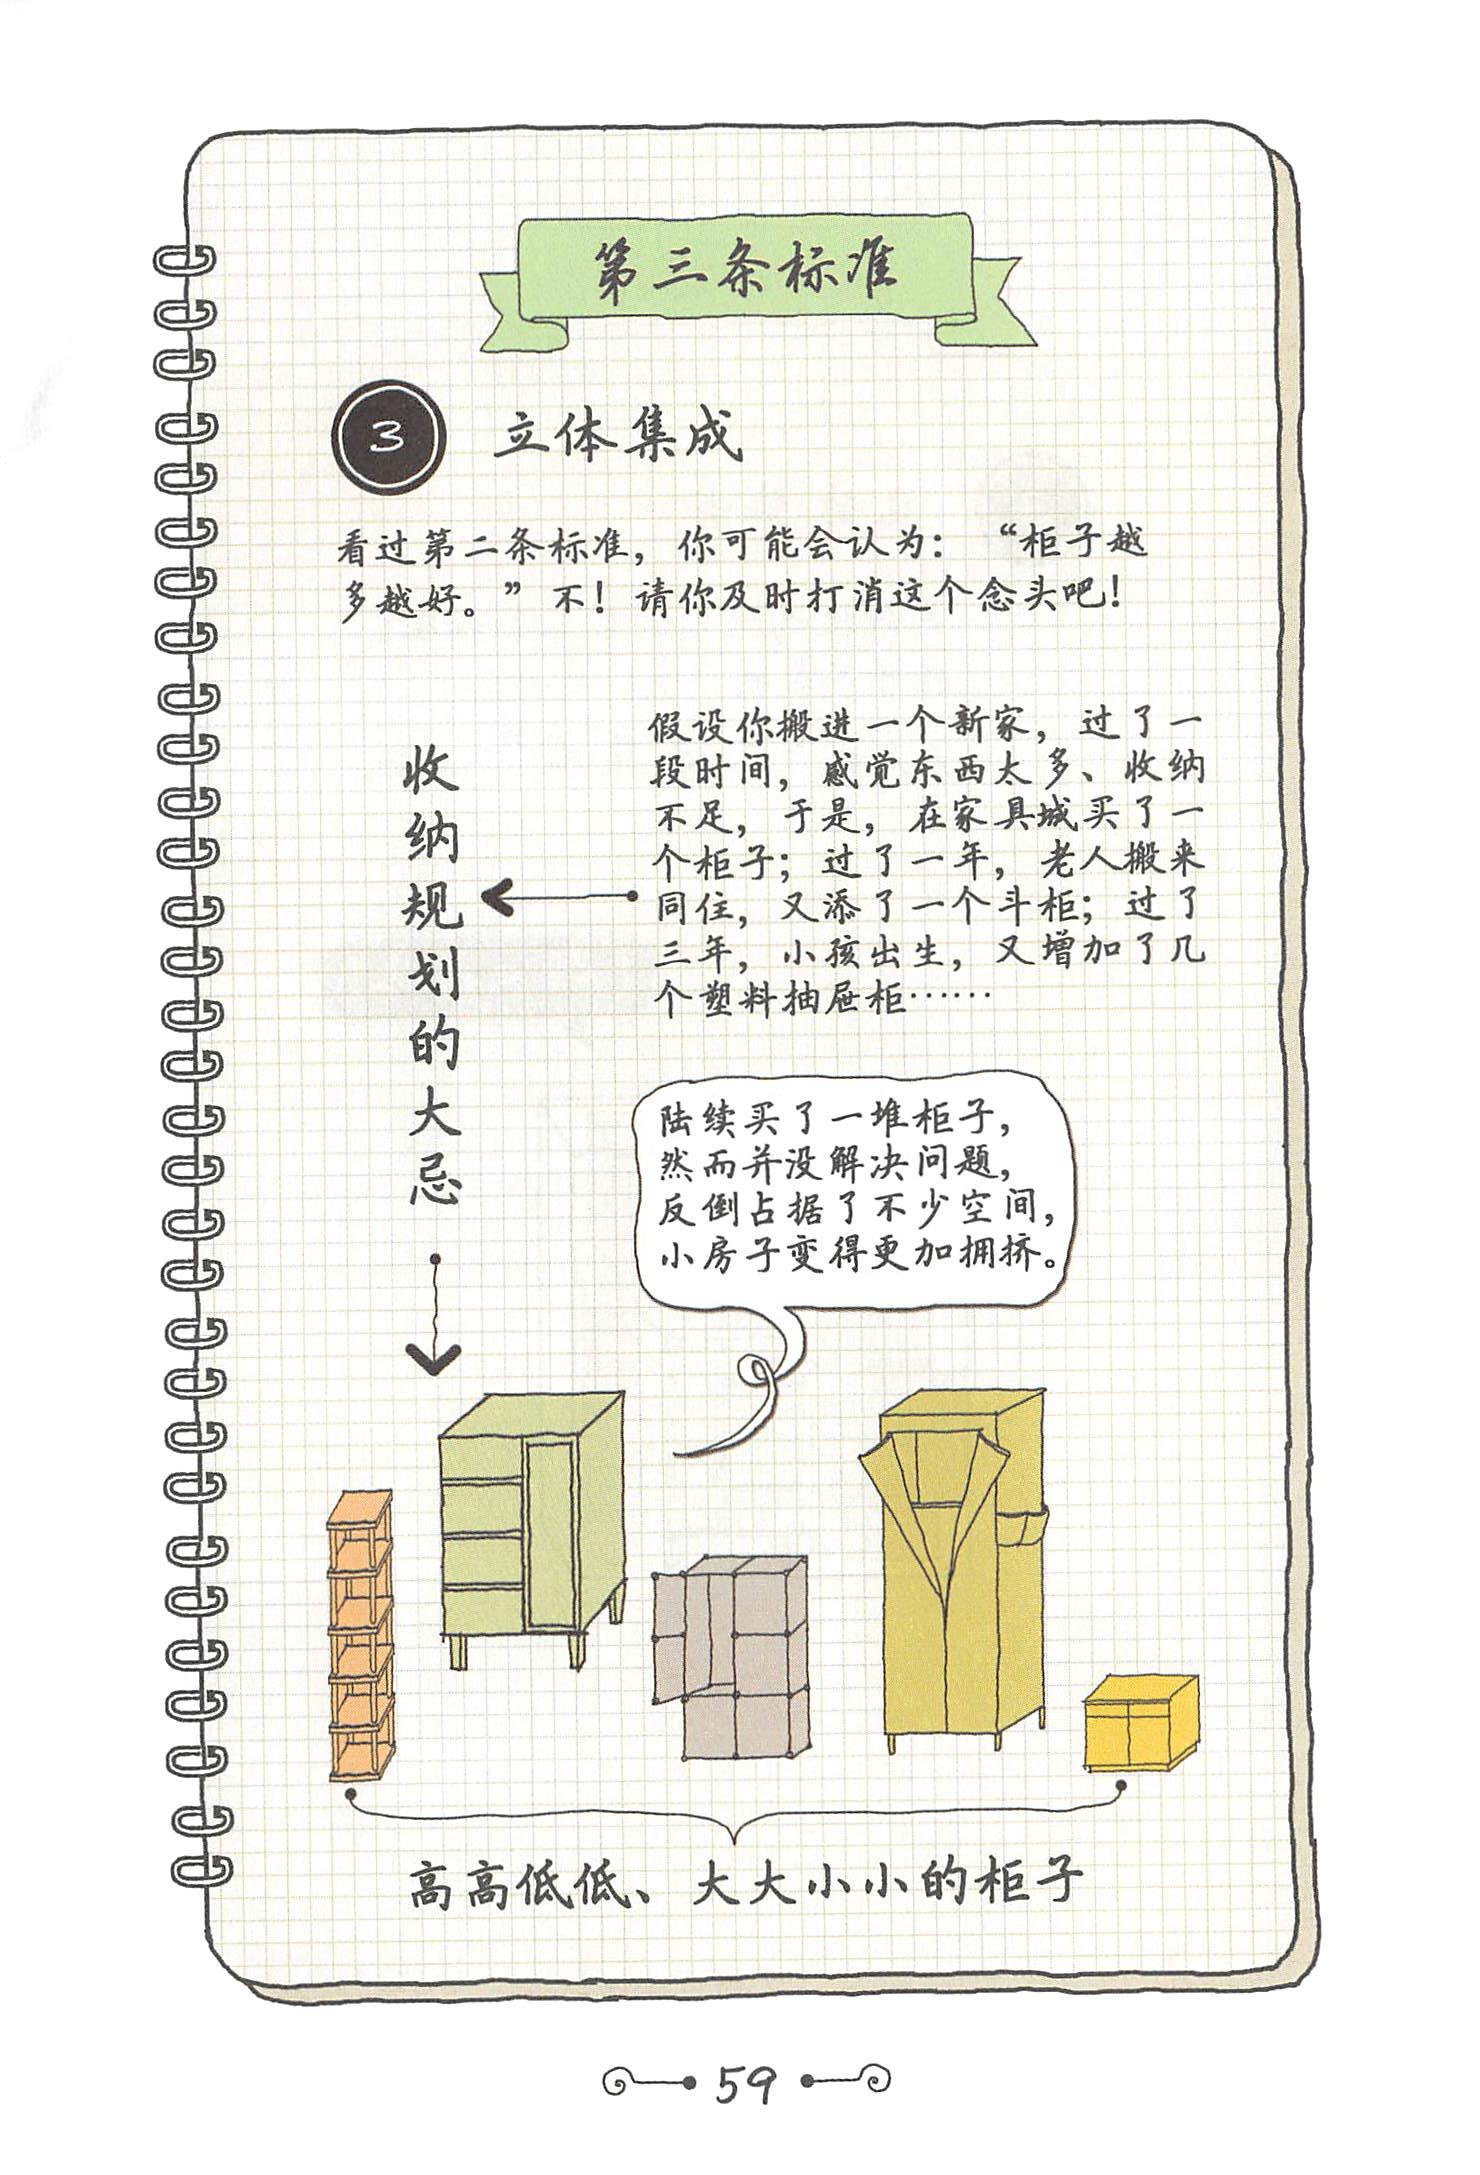 第三条标准
3
立体集成
看过第二条标准，你可能会认为：“柜子越
多越好。”不！请你及时打消这个念头吧！
假设你搬进一个新家，过了一
段时间，感觉东西太多、收纳
不足，于是，在家具城买了一
个柜子；过了一年，老人搬来
同住，又添了一个斗柜；过了
三年，小孩出生，又增加了几
个塑料抽屉柜……
收纳规划的大忌
陆续买了一堆柜子，
然而并没解决问题，
反倒占据了不少空间，
小房子变得更加拥挤。
高高低低、大大小小的柜子
59